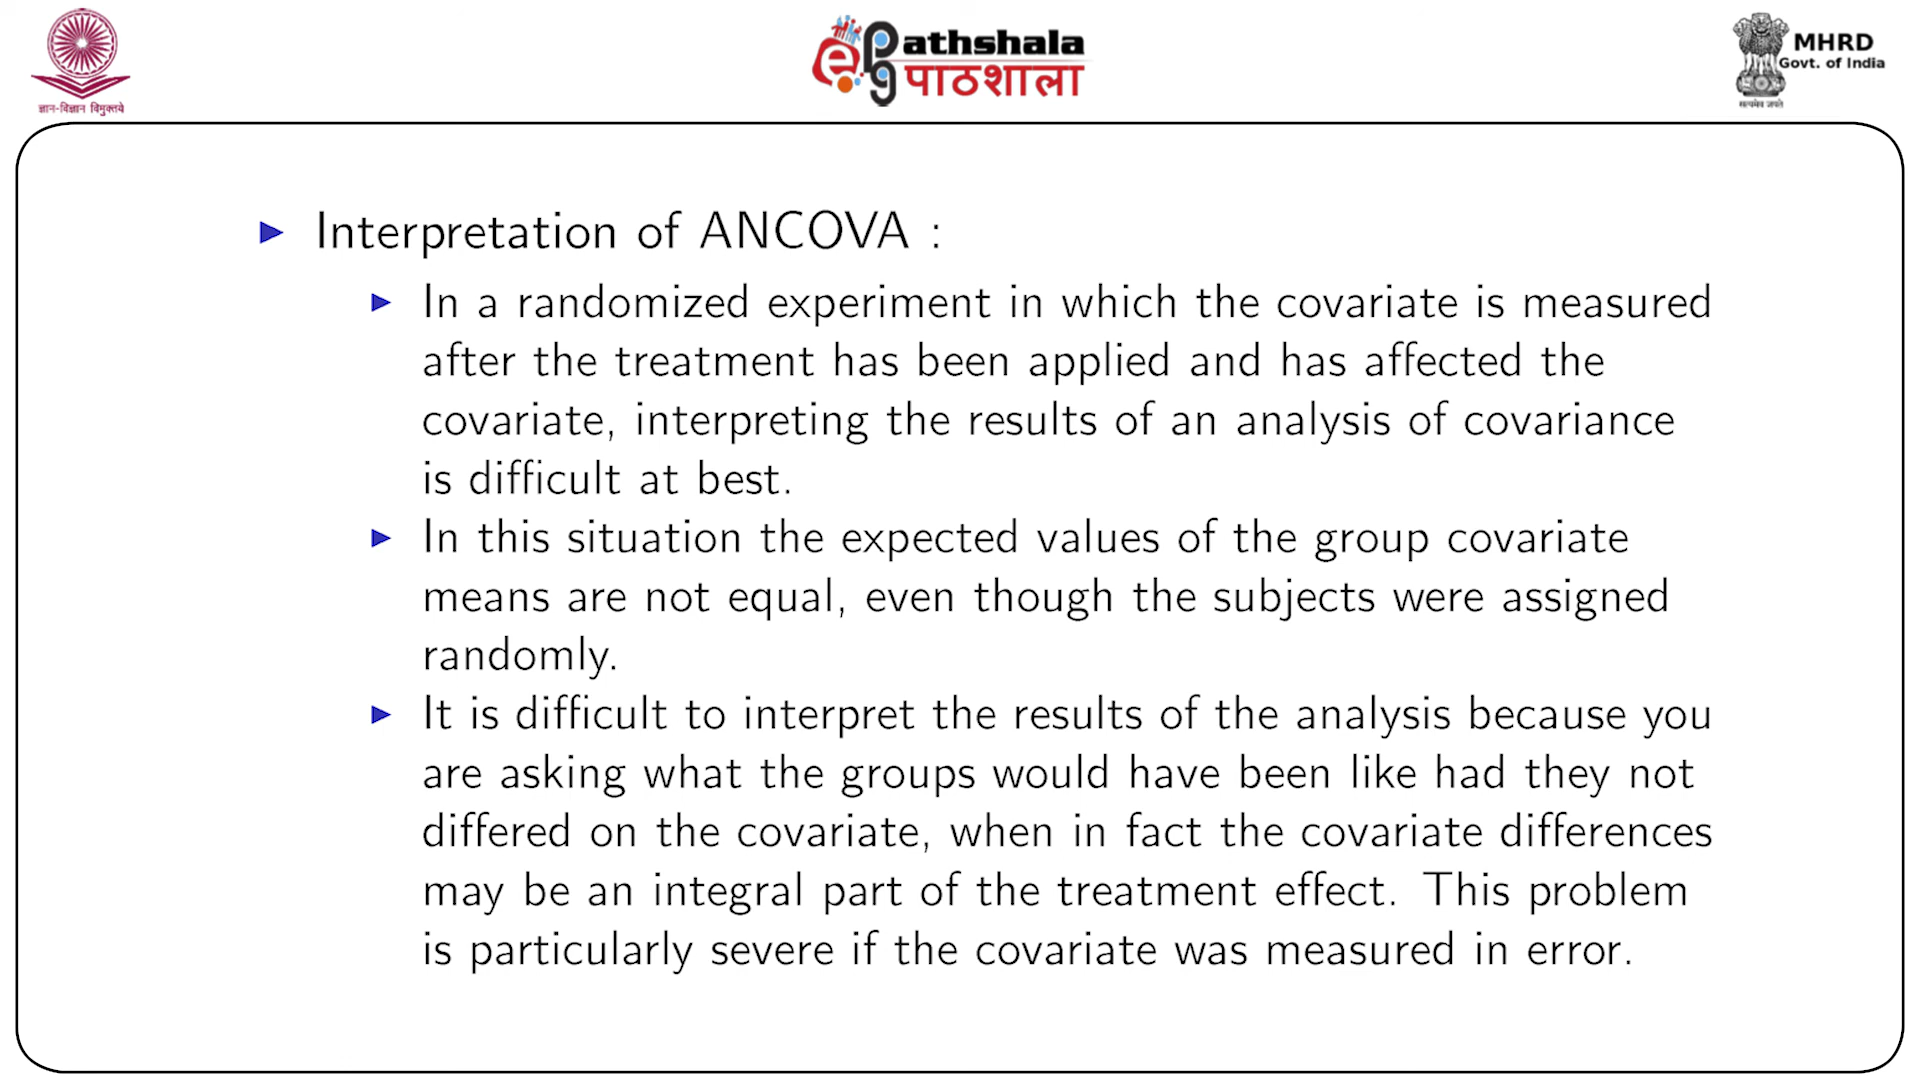 ज्ञान-विज्ञान विमुक्तये
ePg
athshala
पाठशाला
MHRD
Govt. of India
सत्यमेव जयते
Interpretation of ANCOVA :
In a randomized experiment in which the covariate is measured
after the treatment has been applied and has affected the
covariate, interpreting the results of an analysis of covariance
is difficult at best.
In this situation the expected values of the group covariate
means are not equal, even though the subjects were assigned
randomly.
It is difficult to interpret the results of the analysis because you
are asking what the groups would have been like had they not
differed on the covariate, when in fact the covariate differences
may be an integral part of the treatment effect. This problem
is particularly severe if the covariate was measured in error.